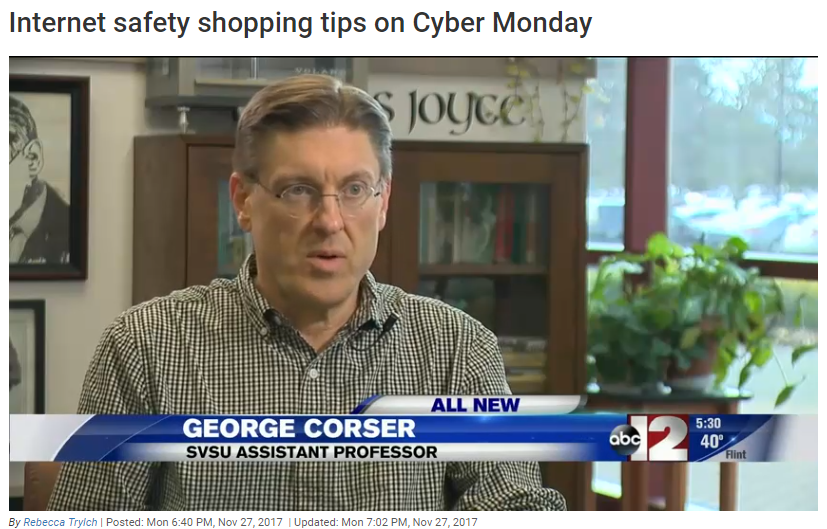 Internet safety shopping tips on Cyber Monday
S JOYCE
ALL NEW
GEORGE CORSER
SVSU ASSISTANT PROFESSOR
abc 12
5:30
40°
Flint
By Rebecca Trylch | Posted: Mon 6:40 PM, Nov 27, 2017 | Updated: Mon 7:02 PM, Nov 27, 2017